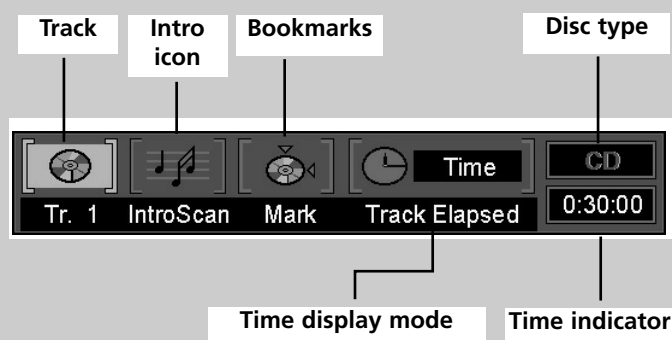 Track
Intro
icon
Bookmarks
Disc type
Time
CD
Tr. 1
IntroScan
Mark
Track Elapsed
0:30:00
Time display mode
Time indicator